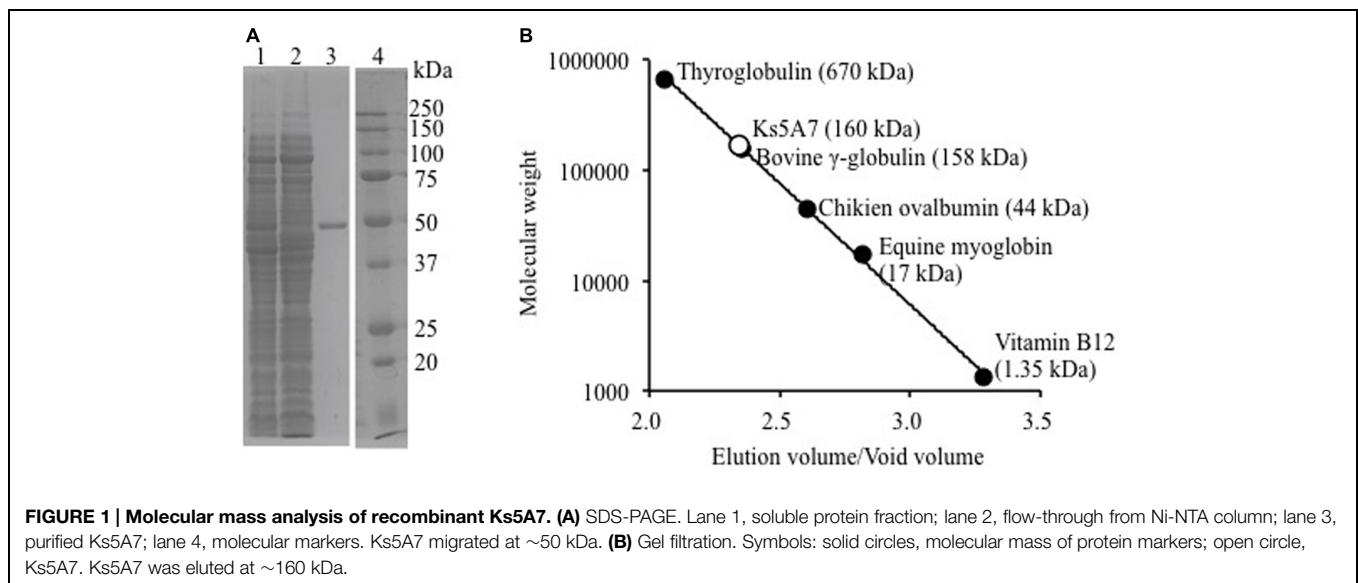 A
1 2 3 4
kDa
250
150
100
75
50
37
25
20
B
Molecular weight
1000000
100000
10000
1000
Thyroglobulin (670 kDa)
Ks5A7 (160 kDa)
Bovine γ-globulin (158 kDa)
Chikien ovalbumin (44 kDa)
Equine myoglobin
(17 kDa)
Vitamin B12
(1.35 kDa)
2.0 2.5 3.0 3.5
Elution volume/Void volume
FIGURE 1 | Molecular mass analysis of recombinant Ks5A7. (A) SDS-PAGE. Lane 1, soluble protein fraction; lane 2, flow-through from Ni-NTA column; lane 3,
purified Ks5A7; lane 4, molecular markers. Ks5A7 migrated at ∼50 kDa. (B) Gel filtration. Symbols: solid circles, molecular mass of protein markers; open circle,
Ks5A7. Ks5A7 was eluted at ∼160 kDa.